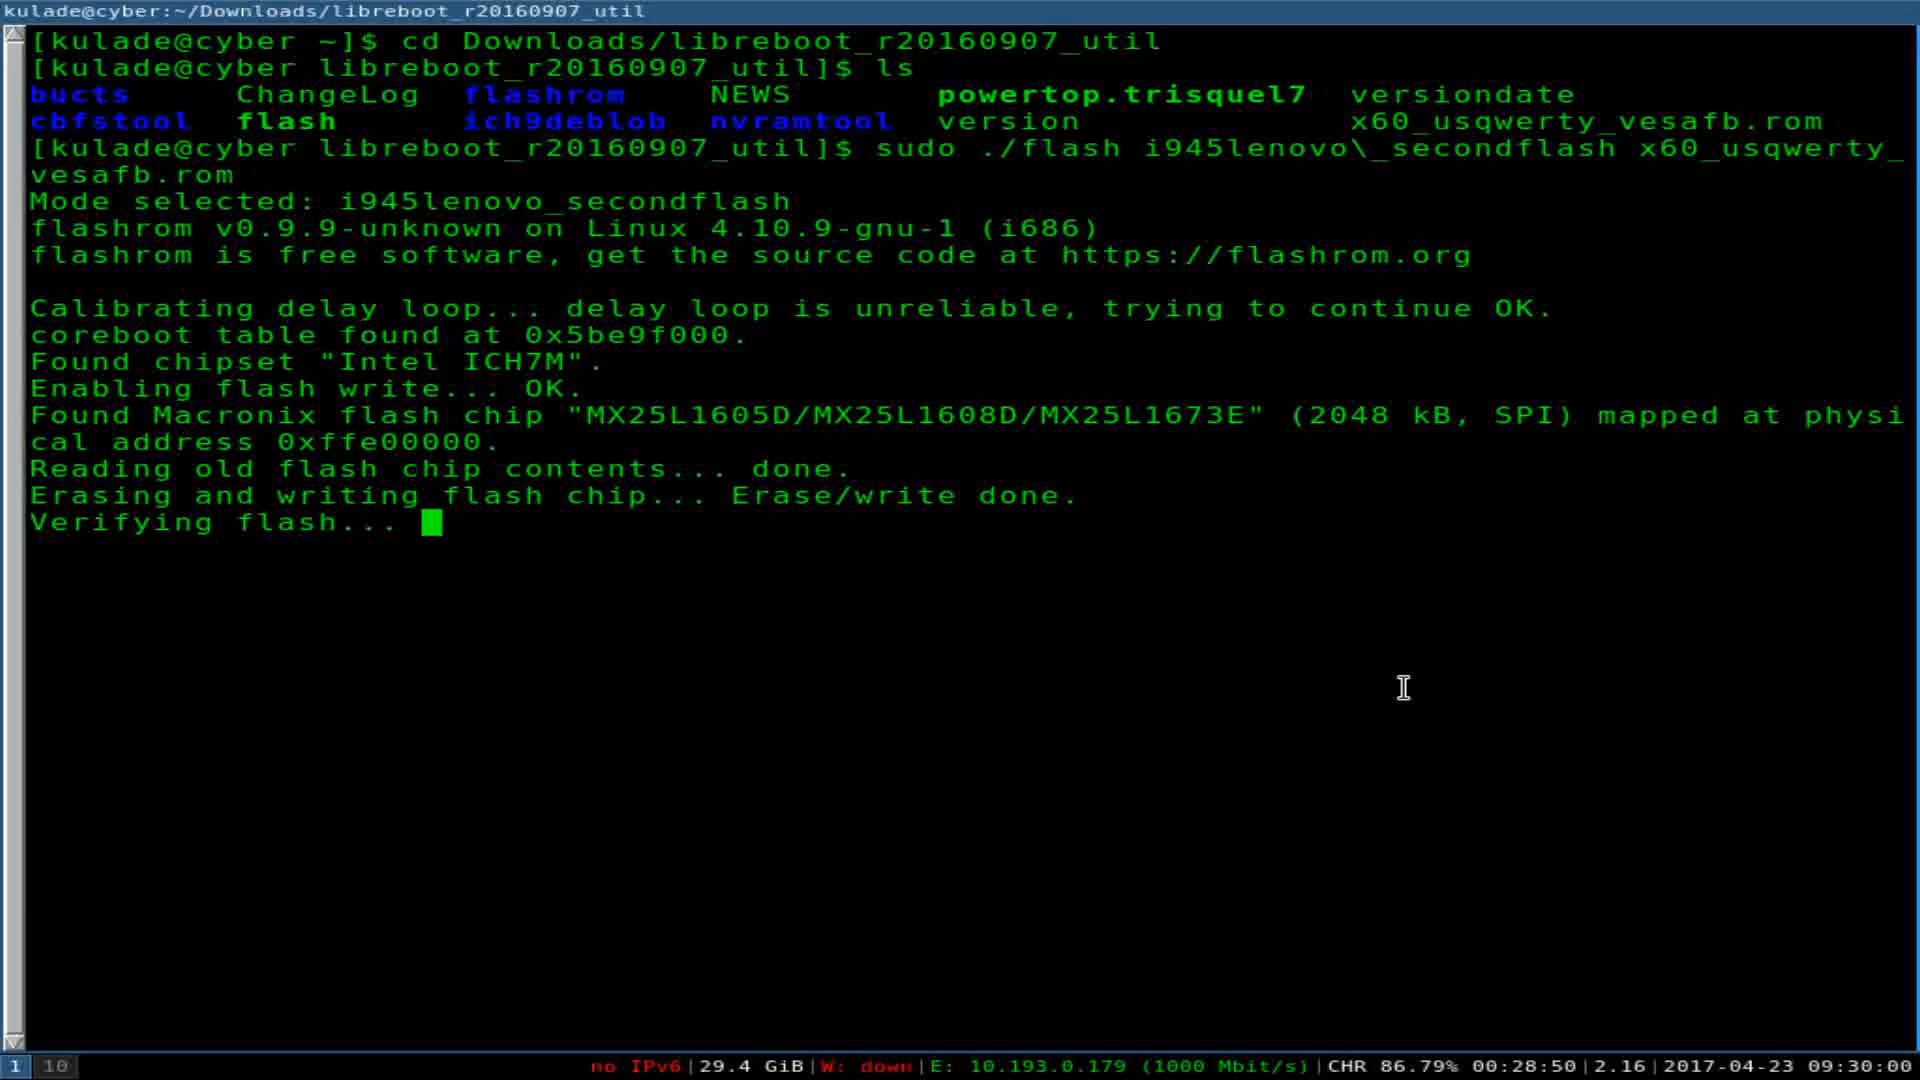 kulade@cyber:~/Downloads/libreboot_r20160907_util
[kulade@cyber ~]$ cd Downloads/libreboot_r20160907_util
[kulade@cyber libreboot_r20160907_util]$ ls
bucts ChangeLog flashrom NEWS powertop.trisquel7 versiondate
cbfstool flash ich9deblob nvramtool version x60_usqwerty_vesafb.rom
[kulade@cyber libreboot_r20160907_util]$ sudo ./flash i945lenovo\_secondflash x60_usqwerty_
vesafb.rom
Mode selected: i945lenovo_secondflash
flashrom v0.9.9-unknown on Linux 4.10.9-gnu-1 (i686)
flashrom is free software, get the source code at https://flashrom.org
Calibrating delay loop... delay loop is unreliable, trying to continue OK.
coreboot table found at 0x5be9f000.
Found chipset "Intel ICH7M".
Enabling flash write... OK.
Found Macronix flash chip "MX25L1605D/MX25L1608D/MX25L1673E" (2048 kB, SPI) mapped at physi
cal address 0xffe00000.
Reading old flash chip contents... done.
Erasing and writing flash chip... Erase/write done.
Verifying flash...
1 10 no IPv6|29.4 GiB|W: down|E: 10.193.0.179 (1000 Mbit/s)|CHR 86.79% 00:28:50|2.16|2017-04-23 09:30:00